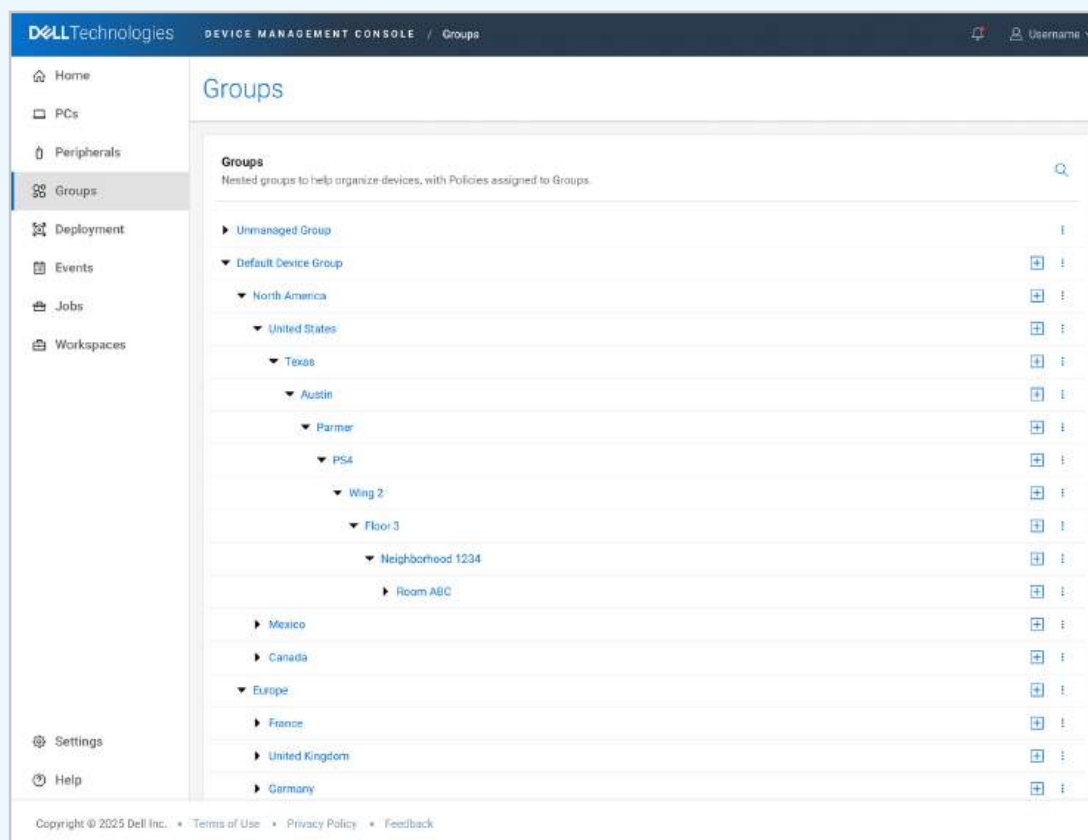 DELLTechnologies DEVICE MANAGEMENT CONSOLE / Groups Username
Home
PCs
Peripherals
Groups
Deployment
Events
Jobs
Workspaces
Settings
Help
Groups
Groups
Nested groups to help organize devices, with Policies assigned to Groups.
Unmanaged Group
Default Device Group
North America
United States
Texas
Austin
Parmer
PS4
Wing 2
Floor 3
Neighborhood 1234
Room ABC
Mexico
Canada
Europe
France
United Kingdom
Germany
Copyright © 2025 Dell Inc. • Terms of Use • Privacy Policy • Feedback